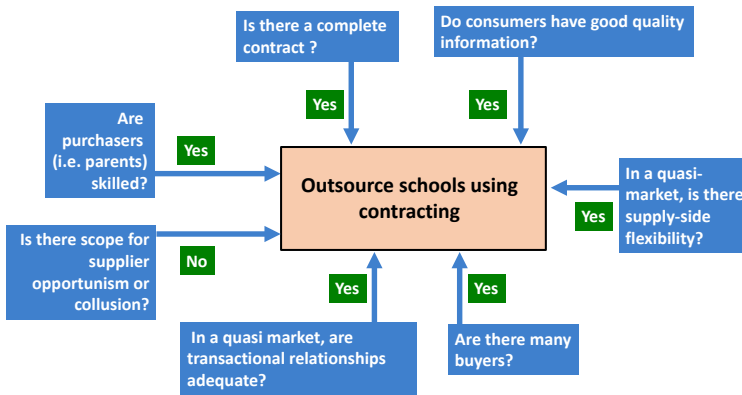 Is there a complete
contract ?
Do consumers have good quality
information?
Yes
Yes
Are
purchasers
(i.e. parents)
skilled?
Yes
Outsource schools using
contracting
In a quasi-
market, is there
supply-side
flexibility?
Yes
Is there scope for
supplier
opportunism or
collusion?
No
Yes
Yes
In a quasi market, are
transactional relationships
adequate?
Are there many
buyers?